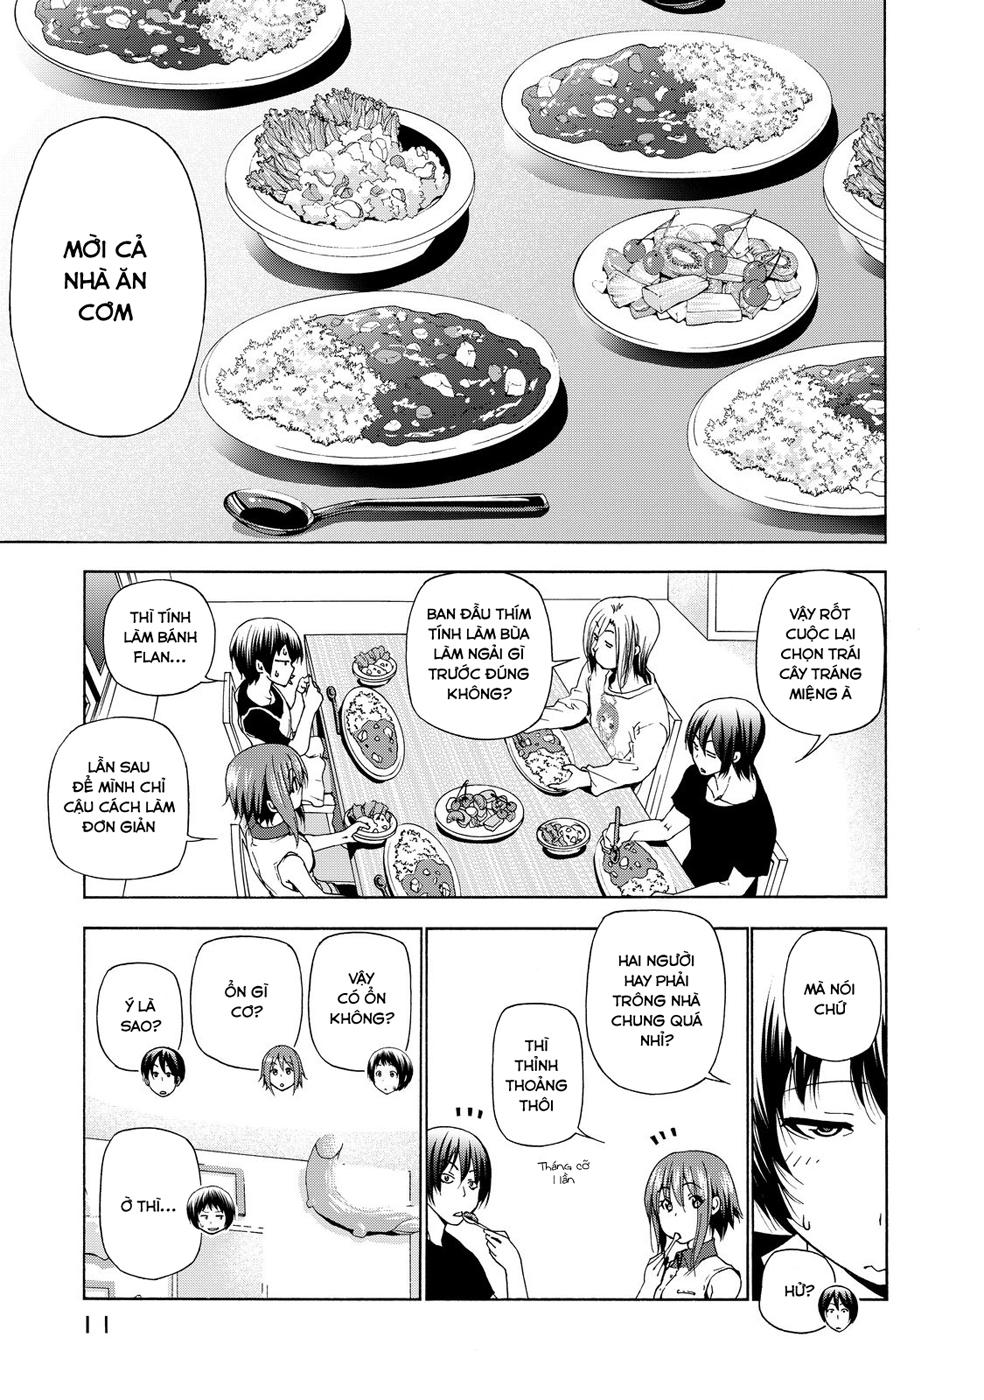 MỜI CẢ
NHÀ ĂN
CƠM
VẬY RỐT
CUỘC LẠI
CHỌN TRÁI
CÂY TRÁNG
MIỆNG À
BAN ĐẦU THÍM
TÍNH LÀM BÙA
LÀM NGẢI GÌ
TRƯỚC ĐÚNG
KHÔNG?
THÌ TÍNH
LÀM BÁNH
FLAN...
LẦN SAU
ĐỂ MÌNH CHỈ
CẬU CÁCH LÀM
ĐƠN GIẢN
MÀ NÓI
CHỨ
HỬ?
HAI NGƯỜI
HAY PHẢI
TRÔNG NHÀ
CHUNG QUÁ
NHỈ?
THÌ
THỈNH
THOẢNG
THÔI
Tháng cỡ
1 lần
VẬY
CÓ ỔN
KHÔNG?
ỔN GÌ
CƠ?
Ý LÀ
SAO?
Ờ THÌ...
11